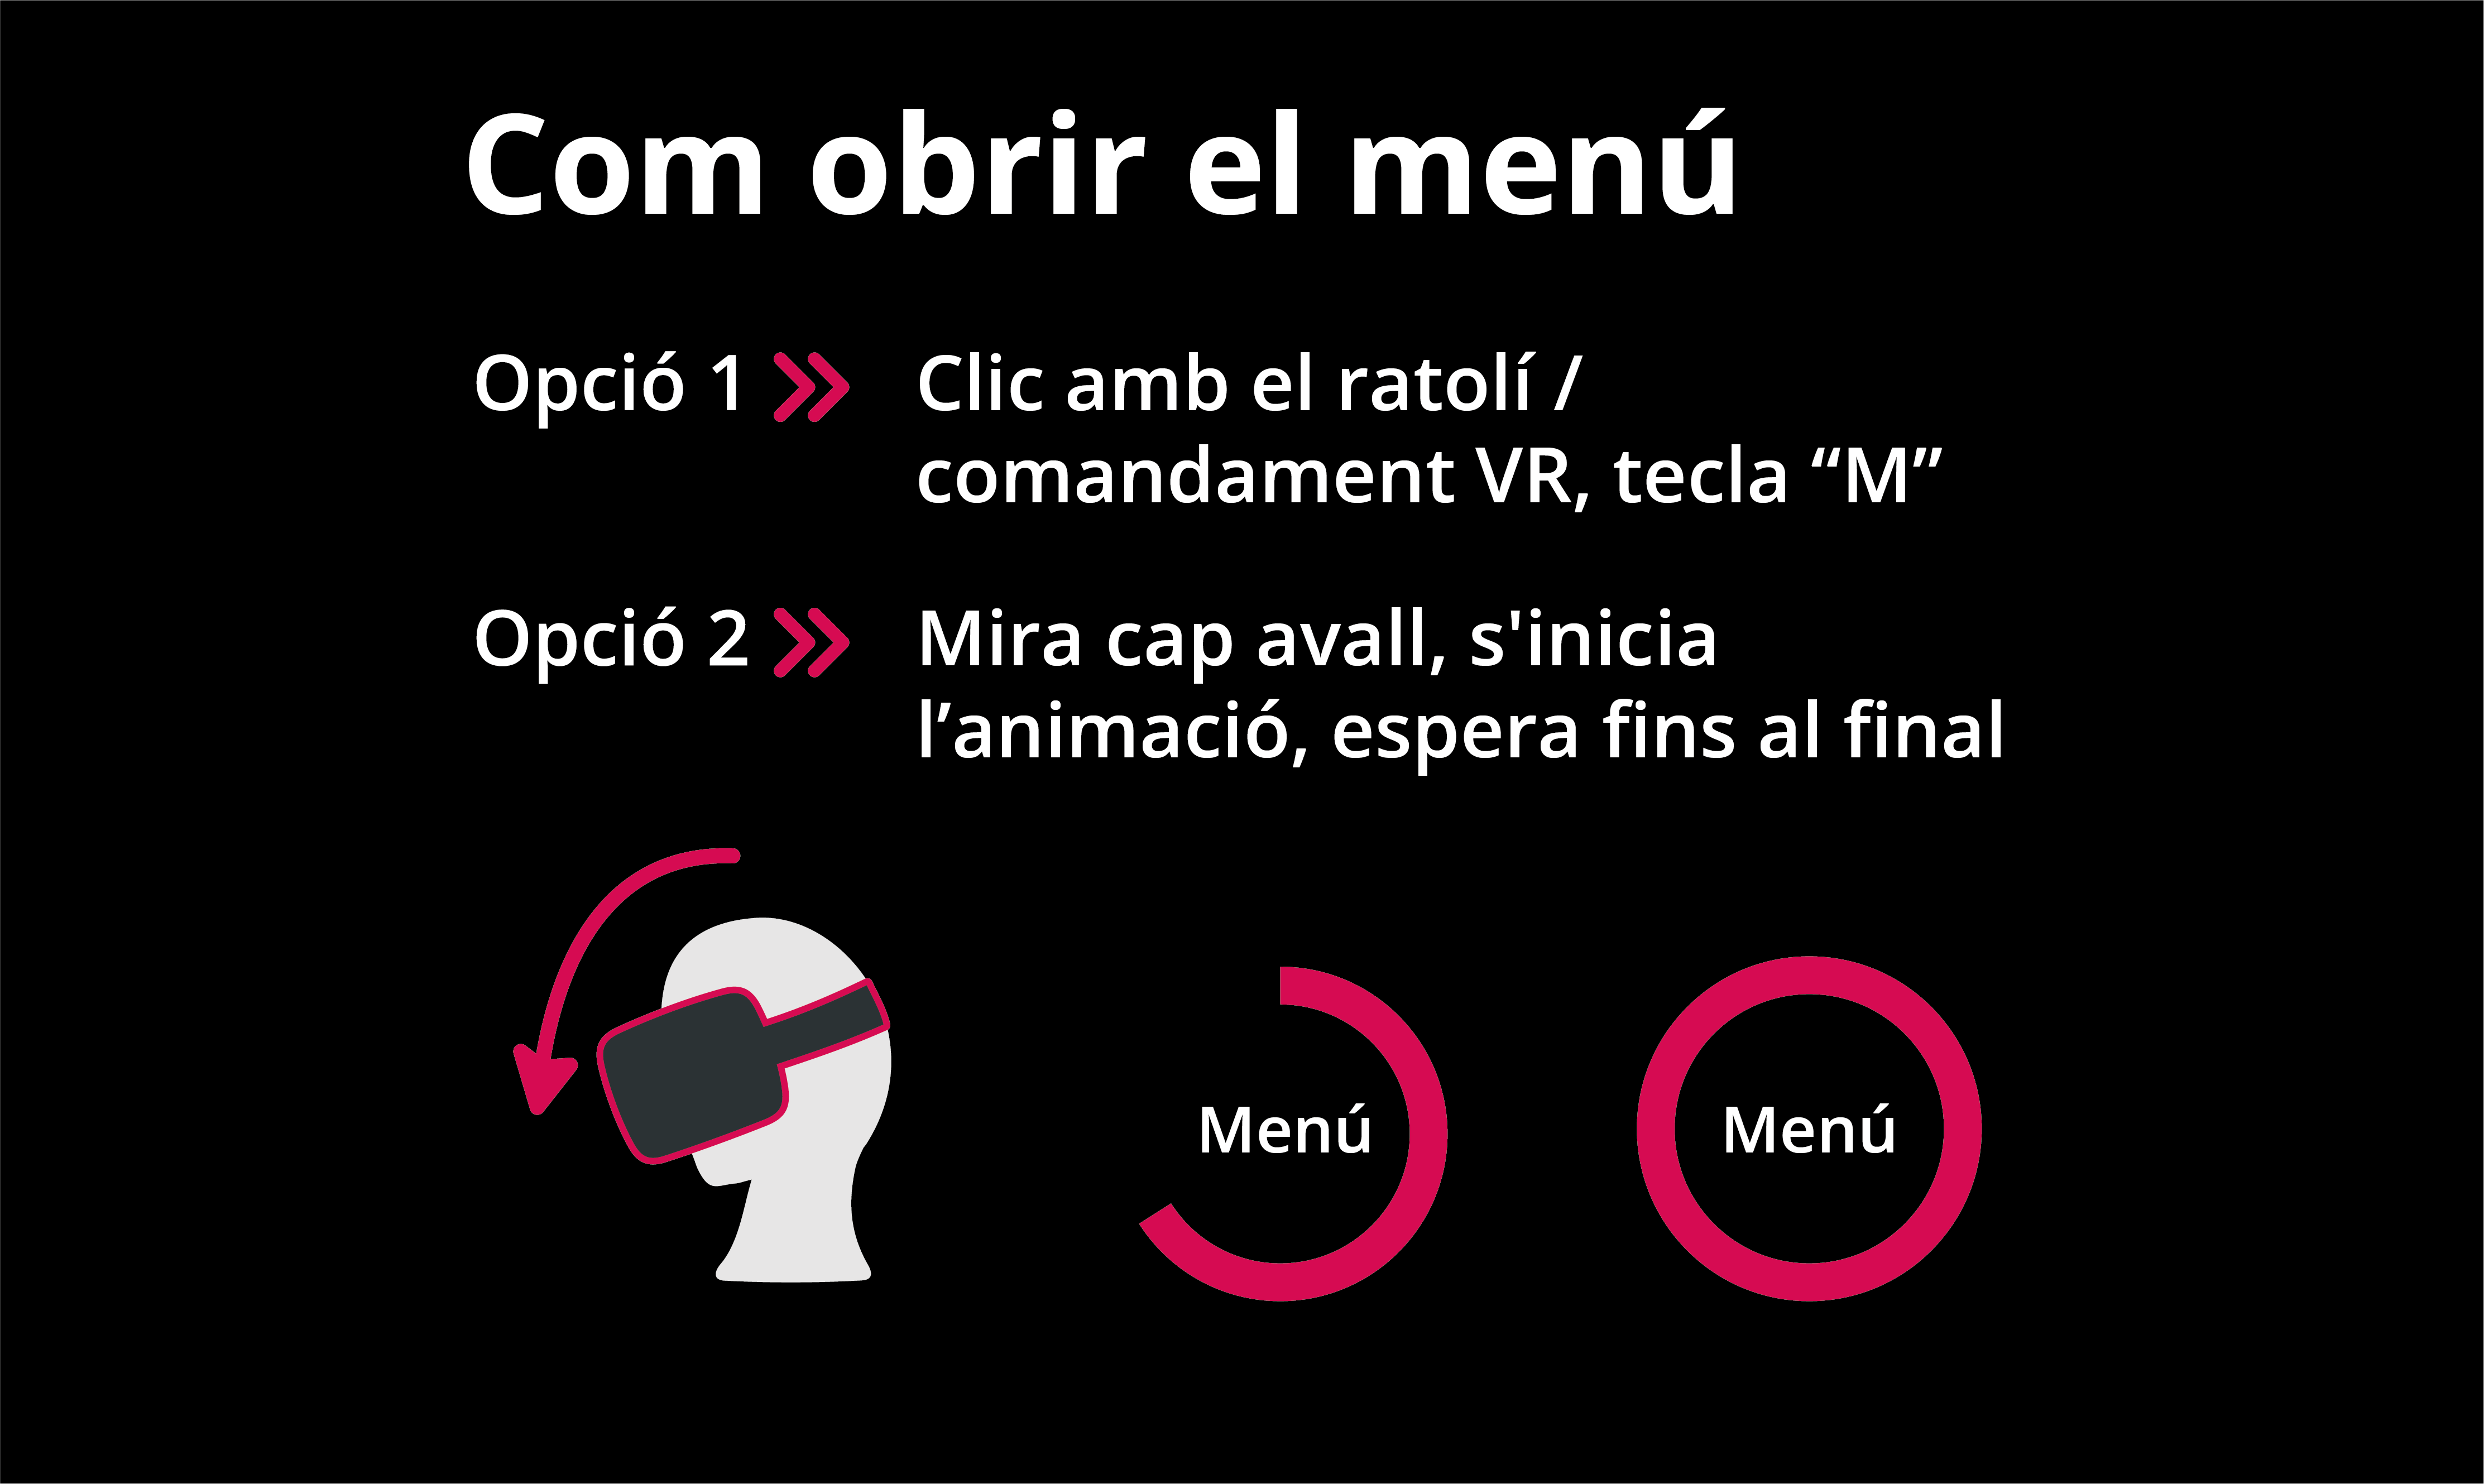 Com obrir el menú
Opció 1 Clic amb el ratolí /
comandament VR, tecla “M”
Opció 2 Mira cap avall, s'inicia
l’animació, espera fins al final
Menú Menú